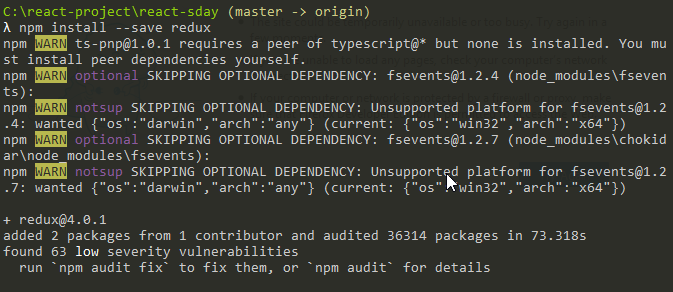 C:\react-project\react-sday (master -> origin)
λ npm install --save redux
npm WARN ts-pnp@1.0.1 requires a peer of typescript@* but none is installed. You mu
st install peer dependencies yourself.
npm WARN optional SKIPPING OPTIONAL DEPENDENCY: fsevents@1.2.4 (node_modules\fseven
ts):
npm WARN notsup SKIPPING OPTIONAL DEPENDENCY: Unsupported platform for fsevents@1.2
.4: wanted {"os":"darwin","arch":"any"} (current: {"os":"win32","arch":"x64"})
npm WARN optional SKIPPING OPTIONAL DEPENDENCY: fsevents@1.2.7 (node_modules\chokid
ar\node_modules\fsevents):
npm WARN notsup SKIPPING OPTIONAL DEPENDENCY: Unsupported platform for fsevents@1.2
.7: wanted {"os":"darwin","arch":"any"} (current: {"os":"win32","arch":"x64"})
+ redux@4.0.1
added 2 packages from 1 contributor and audited 36314 packages in 73.318s
found 63 low severity vulnerabilities
run `npm audit fix` to fix them, or `npm audit` for details